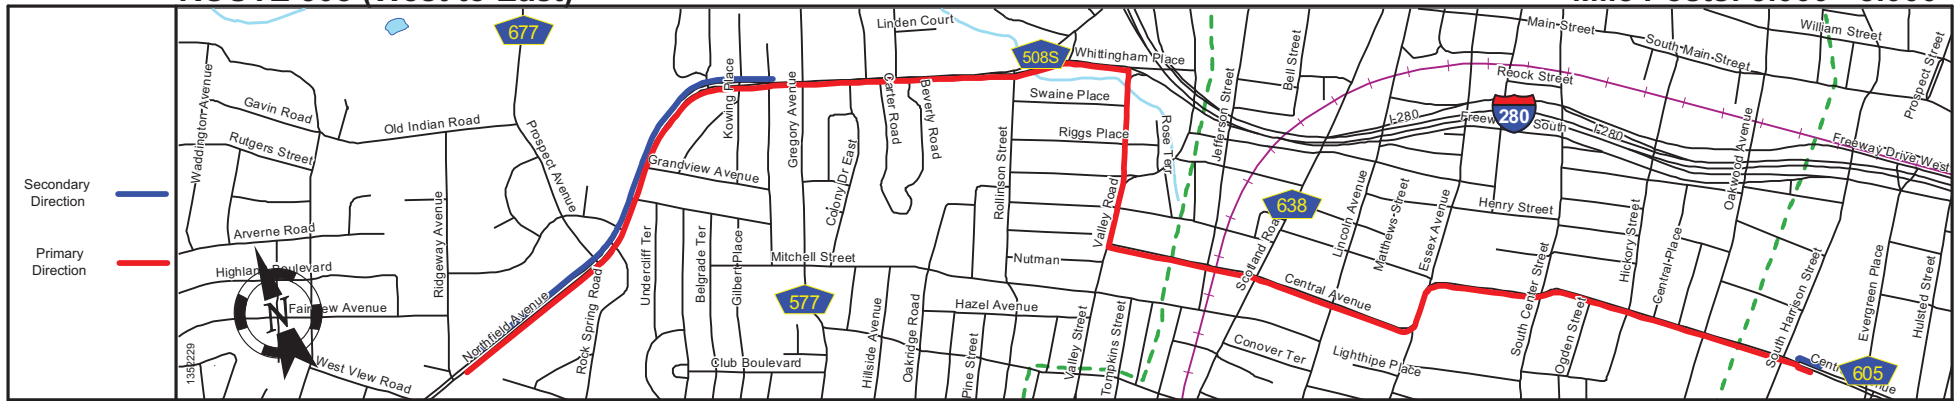 Secondary
Direction
Primary
Direction
677
508S
577
638
280
605
Linden Court
Whittingham Place
Main Street
South Main Street
William Street
Prospect Street
Waddington Avenue
Gavin Road
Old Indian Road
Rutgers Street
Prospect Avenue
Kowing Place
Gregory Avenue
Carter Road
Beverly Road
Swaine Place
Riggs Place
Rose Terr
Jefferson Street
Bell Street
Reock Street
I-280
Freew
South
I-280
Freeway Drive West
Oakwood Avenue
Grandview Avenue
Colony Dr East
Rollinson Street
Valley Road
Scotland Road
Lincoln Avenue
Matthews Street
Essex Avenue
Henry Street
Hickory Street
Central Place
Arverne Road
Highland Boulevard
Fairview Avenue
Ridgeway Avenue
Northfield Avenue
Rock Spring Road
Undercliff Ter
Belgrade Ter
Gilbert Place
Mitchell Street
Nutman
Hazel Avenue
Central Avenue
South Center Street
Ogden Street
South Harrison Street
Evergreen Place
Hulsted Street
West View Road
Club Boulevard
Hillside Avenue
Oakridge Road
Pine Street
Valley Street
Tompkins Street
Conover Ter
Lighthipe Place
N
1352229